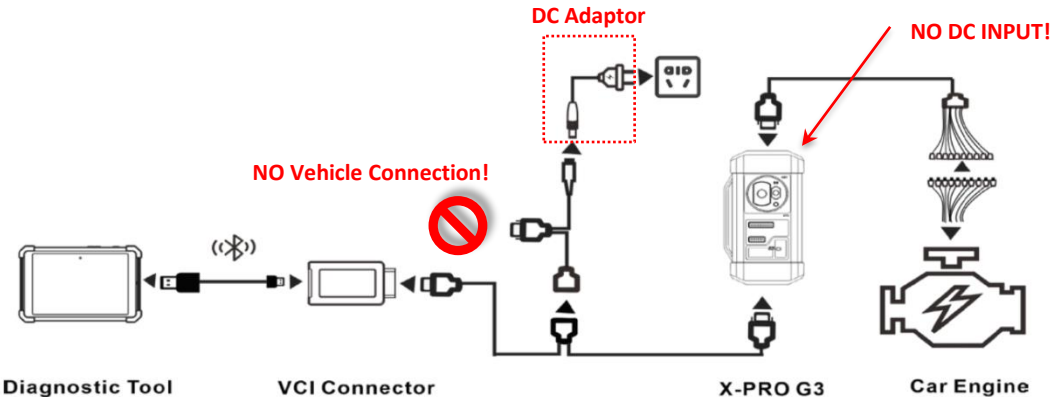 DC Adaptor
NO DC INPUT!
NO Vehicle Connection!
Diagnostic Tool
VCI Connector
X-PRO G3
Car Engine